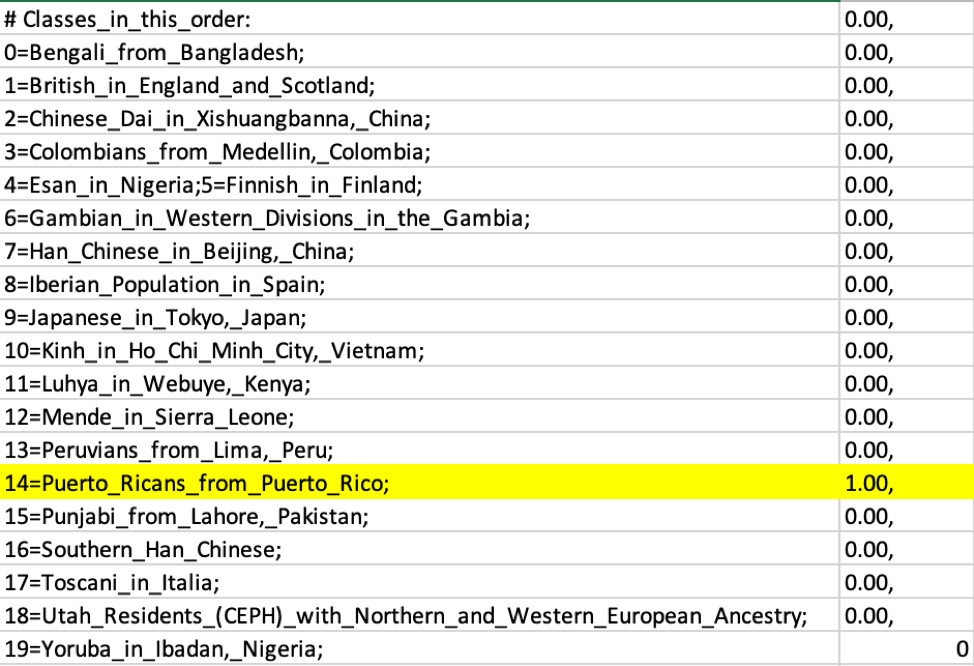 # Classes_in_this_order: 0.00,
0=Bengali_from_Bangladesh; 0.00,
1=British_in_England_and_Scotland; 0.00,
2=Chinese_Dai_in_Xishuangbanna,_China; 0.00,
3=Colombians_from_Medellin,_Colombia; 0.00,
4=Esan_in_Nigeria;5=Finnish_in_Finland; 0.00,
6=Gambian_in_Western_Divisions_in_the_Gambia; 0.00,
7=Han_Chinese_in_Beijing,_China; 0.00,
8=Iberian_Population_in_Spain; 0.00,
9=Japanese_in_Tokyo,_Japan; 0.00,
10=Kinh_in_Ho_Chi_Minh_City,_Vietnam; 0.00,
11=Luhya_in_Webuye,_Kenya; 0.00,
12=Mende_in_Sierra_Leone; 0.00,
13=Peruvians_from_Lima,_Peru; 0.00,
14=Puerto_Ricans_from_Puerto_Rico; 1.00,
15=Punjabi_from_Lahore,_Pakistan; 0.00,
16=Southern_Han_Chinese; 0.00,
17=Toscani_in_Italia; 0.00,
18=Utah_Residents_(CEPH)_with_Northern_and_Western_European_Ancestry; 0.00,
19=Yoruba_in_Ibadan,_Nigeria; 0